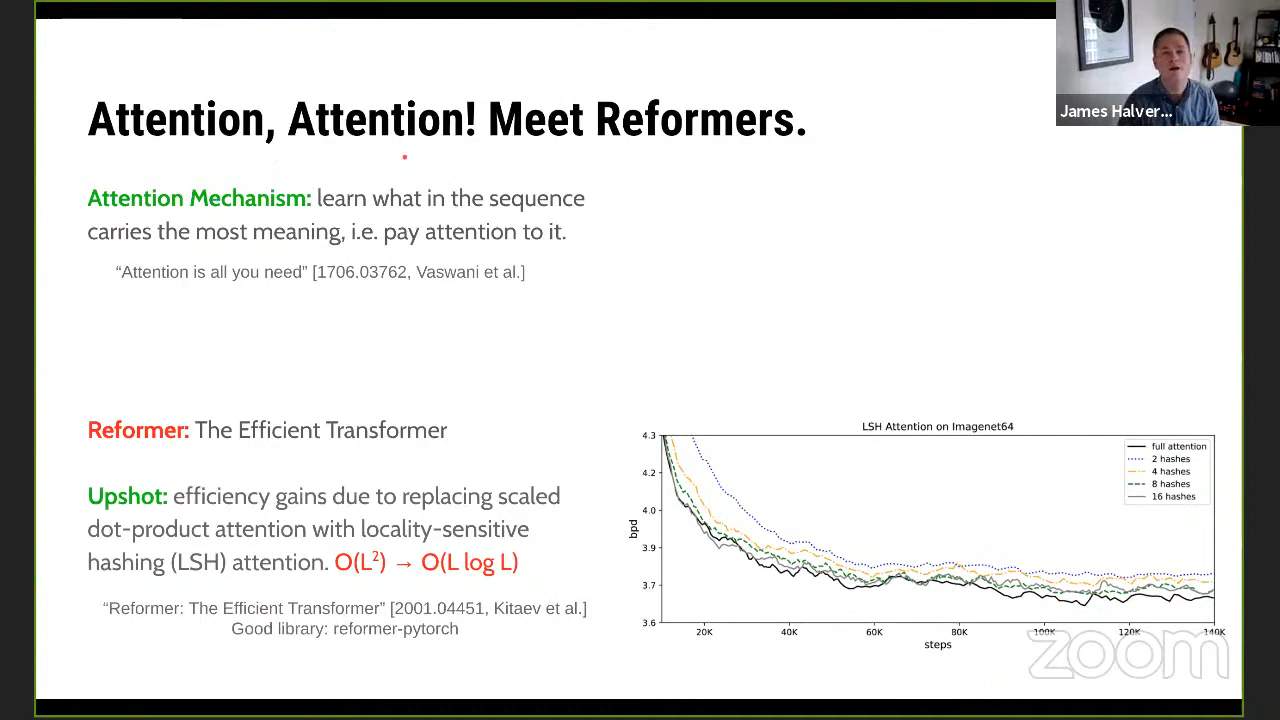 Attention, Attention! Meet Reformers.
James Halver...
Attention Mechanism: learn what in the sequence
carries the most meaning, i.e. pay attention to it.
“Attention is all you need” [1706.03762, Vaswani et al.]
Reformer: The Efficient Transformer
Upshot: efficiency gains due to replacing scaled
dot-product attention with locality-sensitive
hashing (LSH) attention. O(L²) → O(L log L)
“Reformer: The Efficient Transformer” [2001.04451, Kitaev et al.]
Good library: reformer-pytorch
LSH Attention on Imagenet64
4.3
4.2
4.0
3.9
3.7
3.6
bpd
full attention
2 hashes
4 hashes
8 hashes
16 hashes
20K 40K 60K 80K 100K 120K 140K
steps
zoom